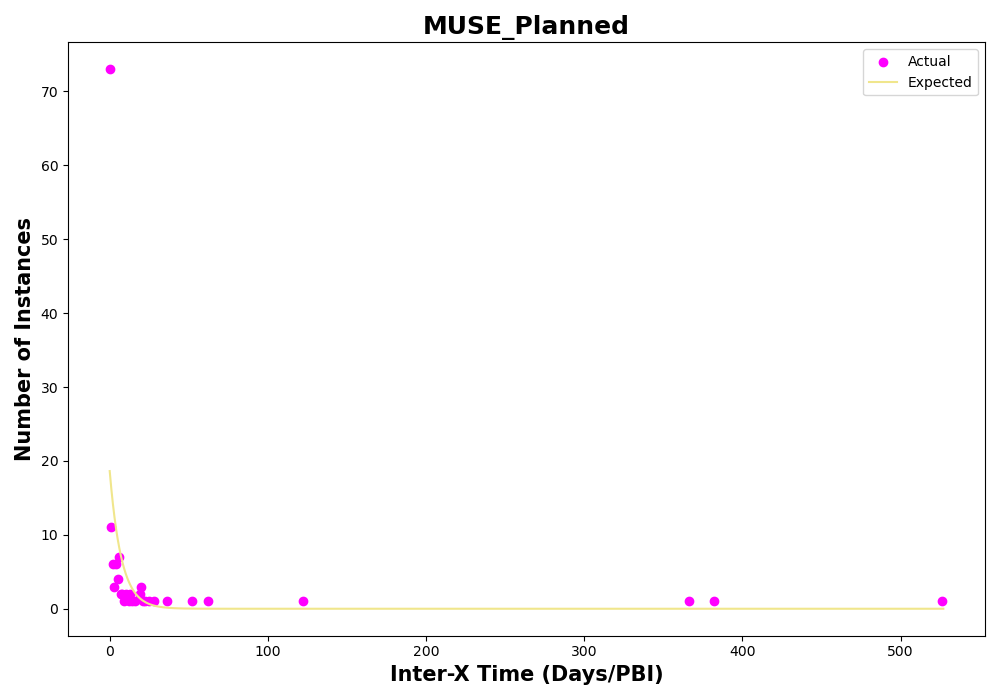 MUSE_Planned
Actual
Expected
Number of Instances
70
60
50
40
30
20
10
0
0 100 200 300 400 500
Inter-X Time (Days/PBI)